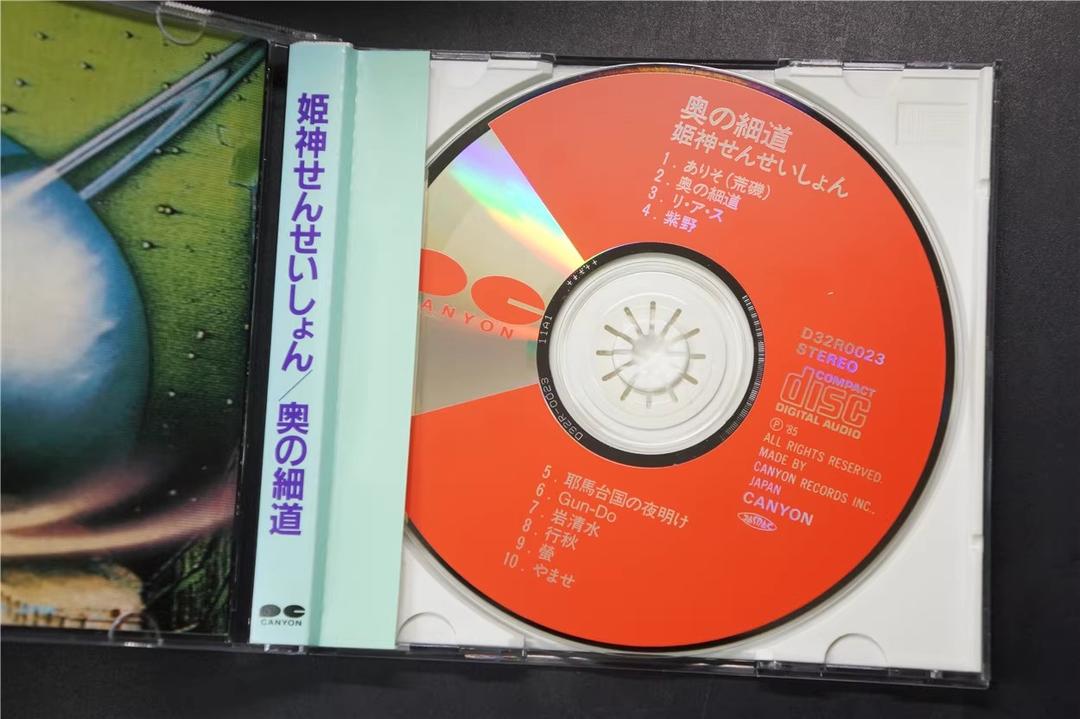 姫神せんせいしょん／奥の細道
CANYON
奥の細道
姫神せんせいしょん
1. ありそ(荒磯)
2. 奥の細道
3. リ・ア・ス
4. 紫野
CANYON
11A1
D32R-0023
D32R0023
STEREO
COMPACT
disc
DIGITAL AUDIO
Ⓟ '85
ALL RIGHTS RESERVED.
MADE BY
CANYON RECORDS INC.,
JAPAN
CANYON
JASRAC
5. 耶馬台国の夜明け
6. Gun-Do
7. 岩清水
8. 行秋
9. 螢
10. やませ